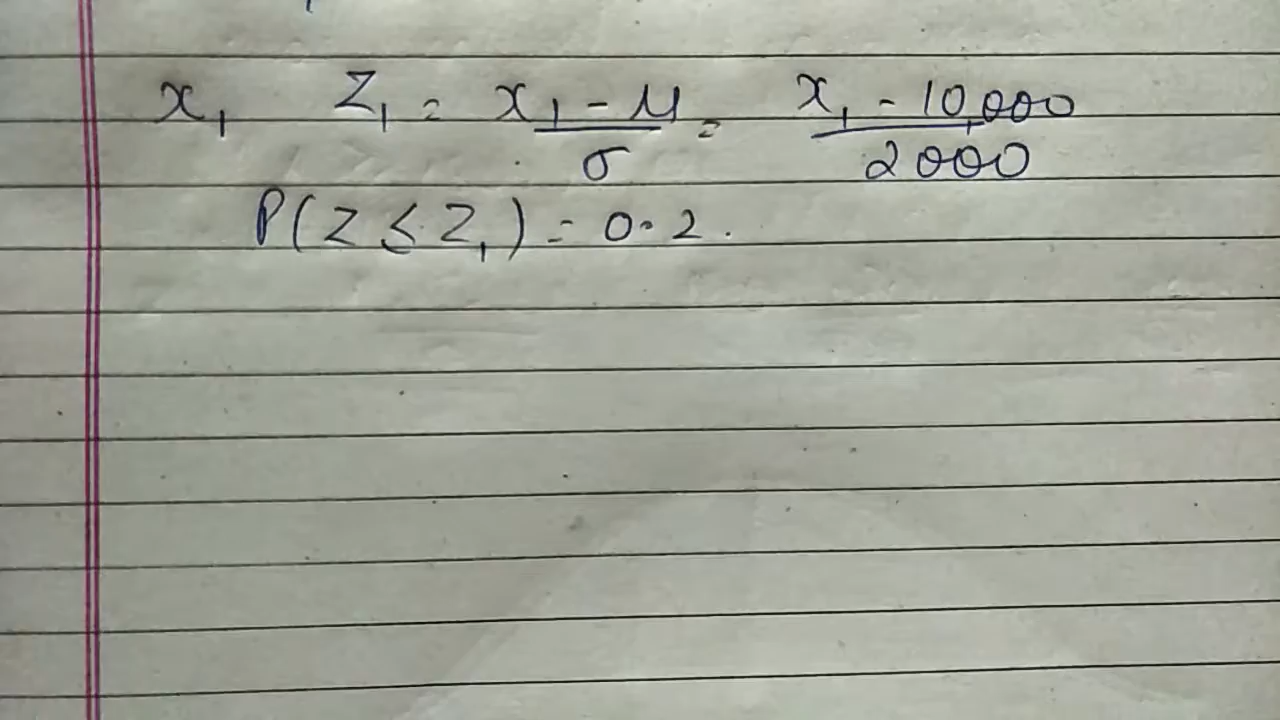 x₁ Z₁ = x₁ - μ / σ = x₁ - 10,000 / 2000
P(Z ≤ Z₁) = 0.2.